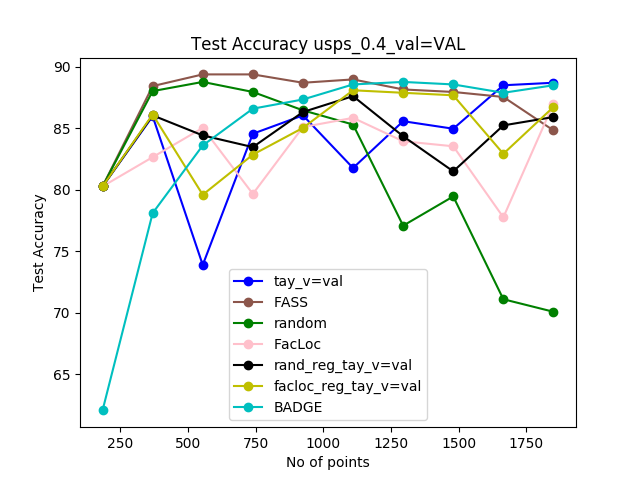 Test Accuracy usps_0.4_val=VAL
90
85
80
75
70
65
Test Accuracy
tay_v=val
FASS
random
FacLoc
rand_reg_tay_v=val
facloc_reg_tay_v=val
BADGE
250
500
750
1000
1250
1500
1750
No of points